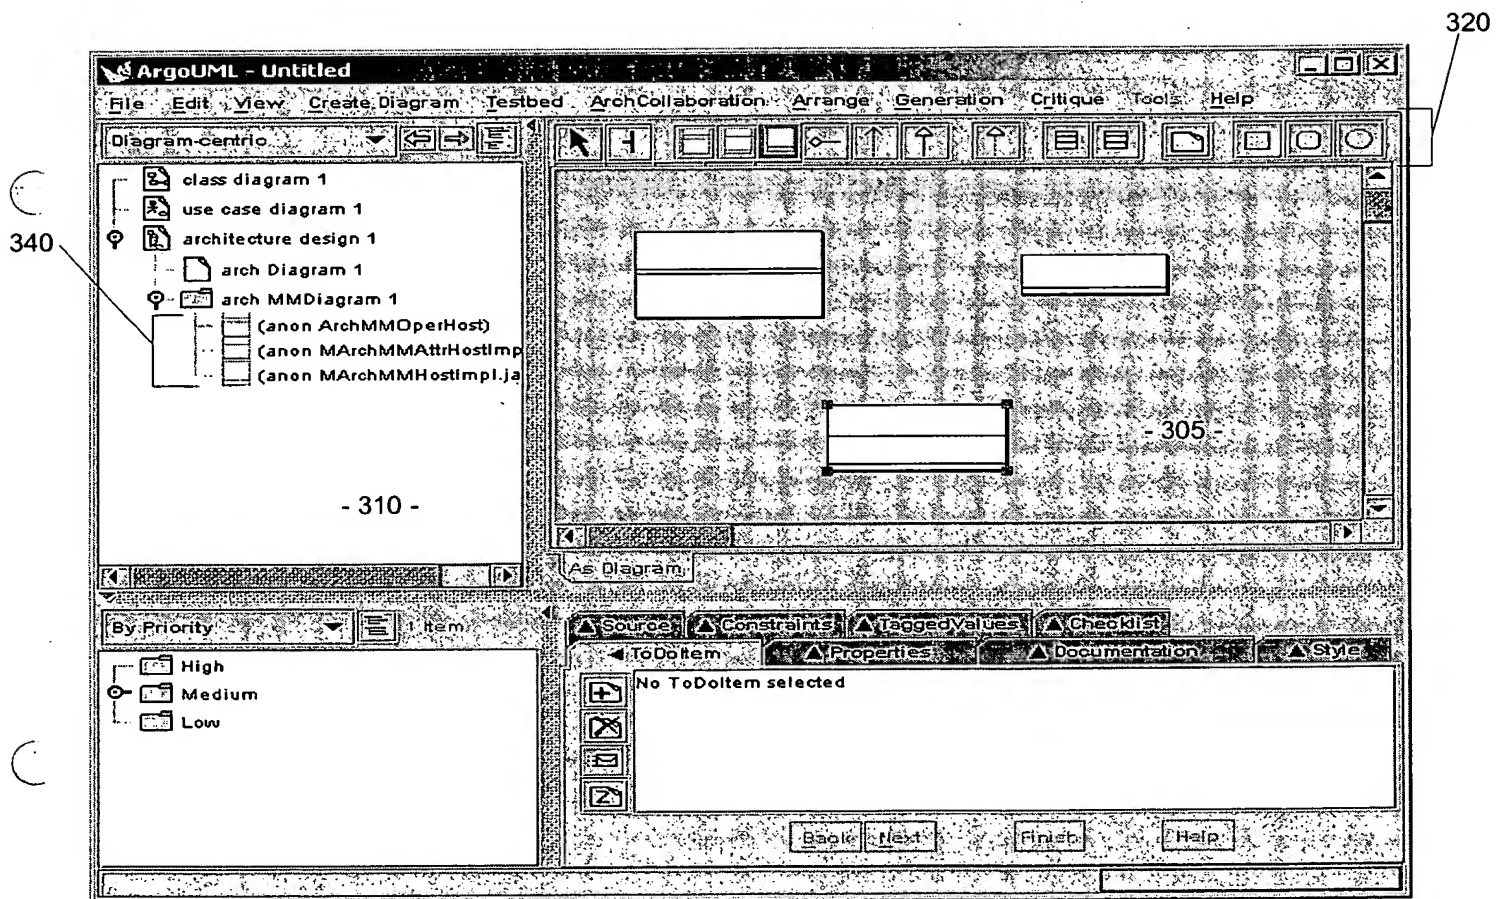 320
ArgoUML - Untitled
File Edit View Create Diagram Testbed ArchCollaboration Arrange Generation Critique Tools Help
Diagram-centric
class diagram 1
use case diagram 1
340
architecture design 1
arch Diagram 1
arch MMDiagram 1
(anon ArchMMOperHost)
(anon MArchMMAttrHostImp
(anon MArchMMHostImpl.ja
- 305 -
- 310 -
As Diagram
By Priority
1 Item
Source Constraints TaggedValues Checklist
ToDoItem Properties Documentation Style
High
Medium
Low
No ToDoItem selected
Back Next Finish Help